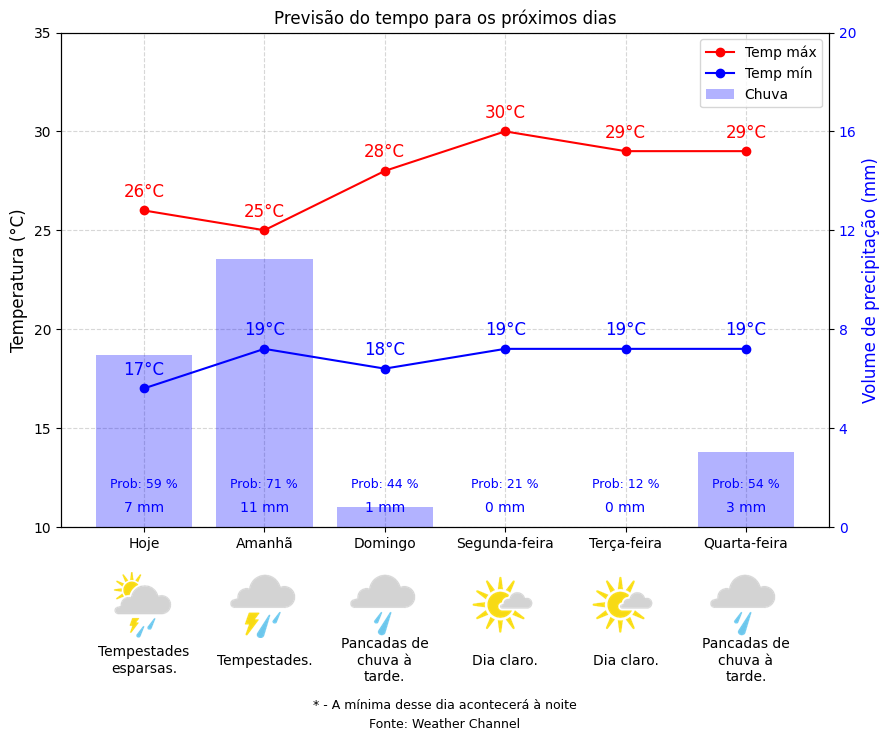 Previsão do tempo para os próximos dias
35
30
25
20
15
10
Temperatura (°C)
20
16
12
8
4
0
Volume de precipitação (mm)
Temp máx
Temp mín
Chuva
26°C
25°C
28°C
30°C
29°C
29°C
17°C
19°C
18°C
19°C
19°C
19°C
Prob: 59 %
Prob: 71 %
Prob: 44 %
Prob: 21 %
Prob: 12 %
Prob: 54 %
7 mm
11 mm
1 mm
0 mm
0 mm
3 mm
Hoje
Amanhã
Domingo
Segunda-feira
Terça-feira
Quarta-feira
Tempestades
esparsas.
Tempestades.
Pancadas de
chuva à
tarde.
Dia claro.
Dia claro.
Pancadas de
chuva à
tarde.
* - A mínima desse dia acontecerá à noite
Fonte: Weather Channel